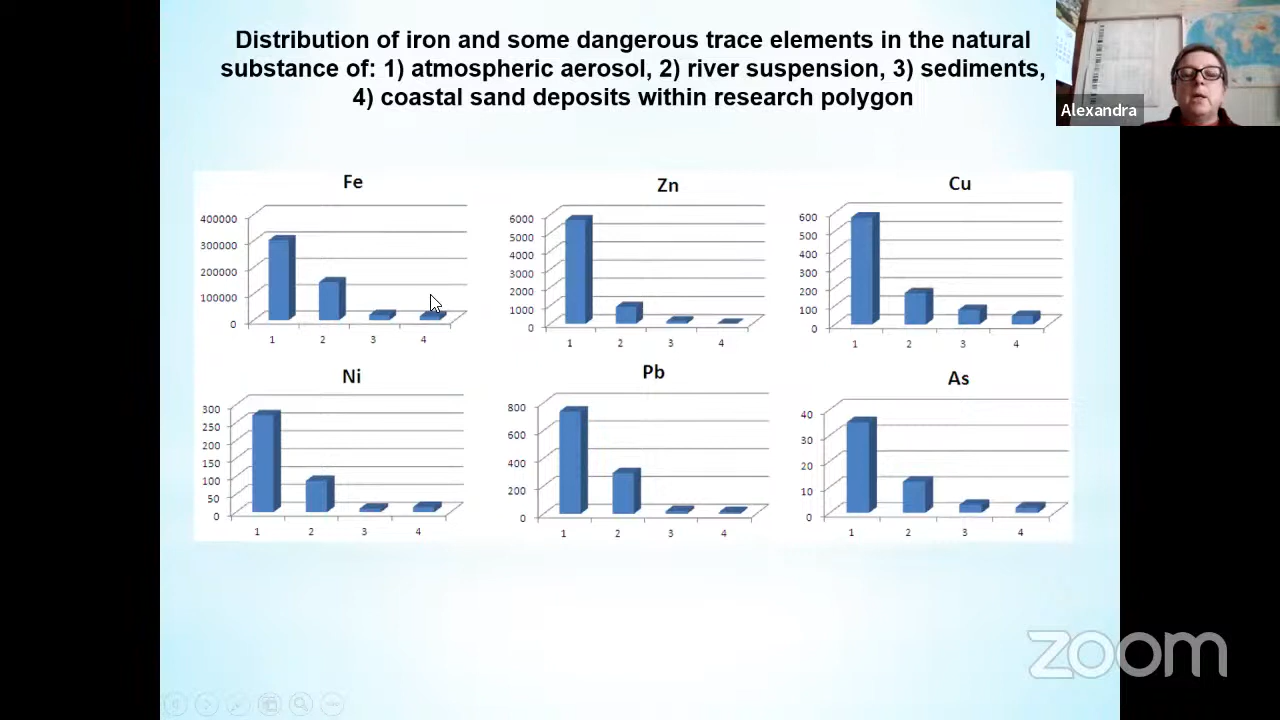 Distribution of iron and some dangerous trace elements in the natural
substance of: 1) atmospheric aerosol, 2) river suspension, 3) sediments,
4) coastal sand deposits within research polygon
Alexandra
Fe
400000
300000
200000
100000
0
1 2 3 4
Zn
6000
5000
4000
3000
2000
1000
0
1 2 3 4
Cu
600
500
400
300
200
100
0
1 2 3 4
Ni
300
250
200
150
100
50
0
1 2 3 4
Pb
800
600
400
200
0
1 2 3 4
As
40
30
20
10
0
1 2 3 4
zoom